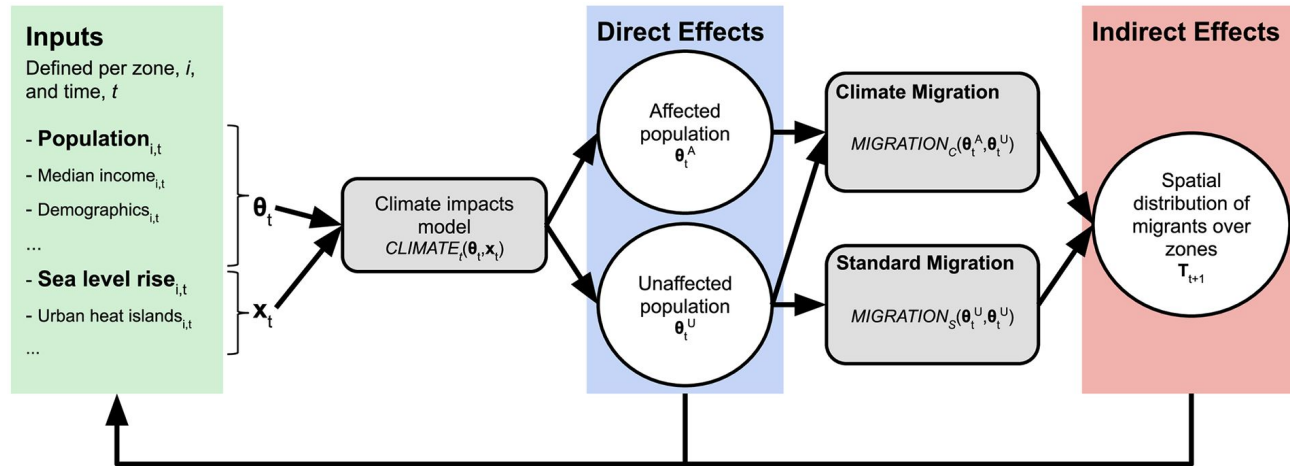 Inputs
Defined per zone, i,
and time, t
- Population_i,t
- Median income_i,t
- Demographics_i,t
...
- Sea level rise_i,t
- Urban heat islands_i,t
...
θ_t
x_t
Climate impacts
model
CLIMATE_t(θ_t,x_t)
Direct Effects
Affected
population
θ_t^A
Unaffected
population
θ_t^U
Climate Migration
MIGRATION_C(θ_t^A,θ_t^U)
Standard Migration
MIGRATION_S(θ_t^U,θ_t^U)
Indirect Effects
Spatial
distribution of
migrants over
zones
T_t+1